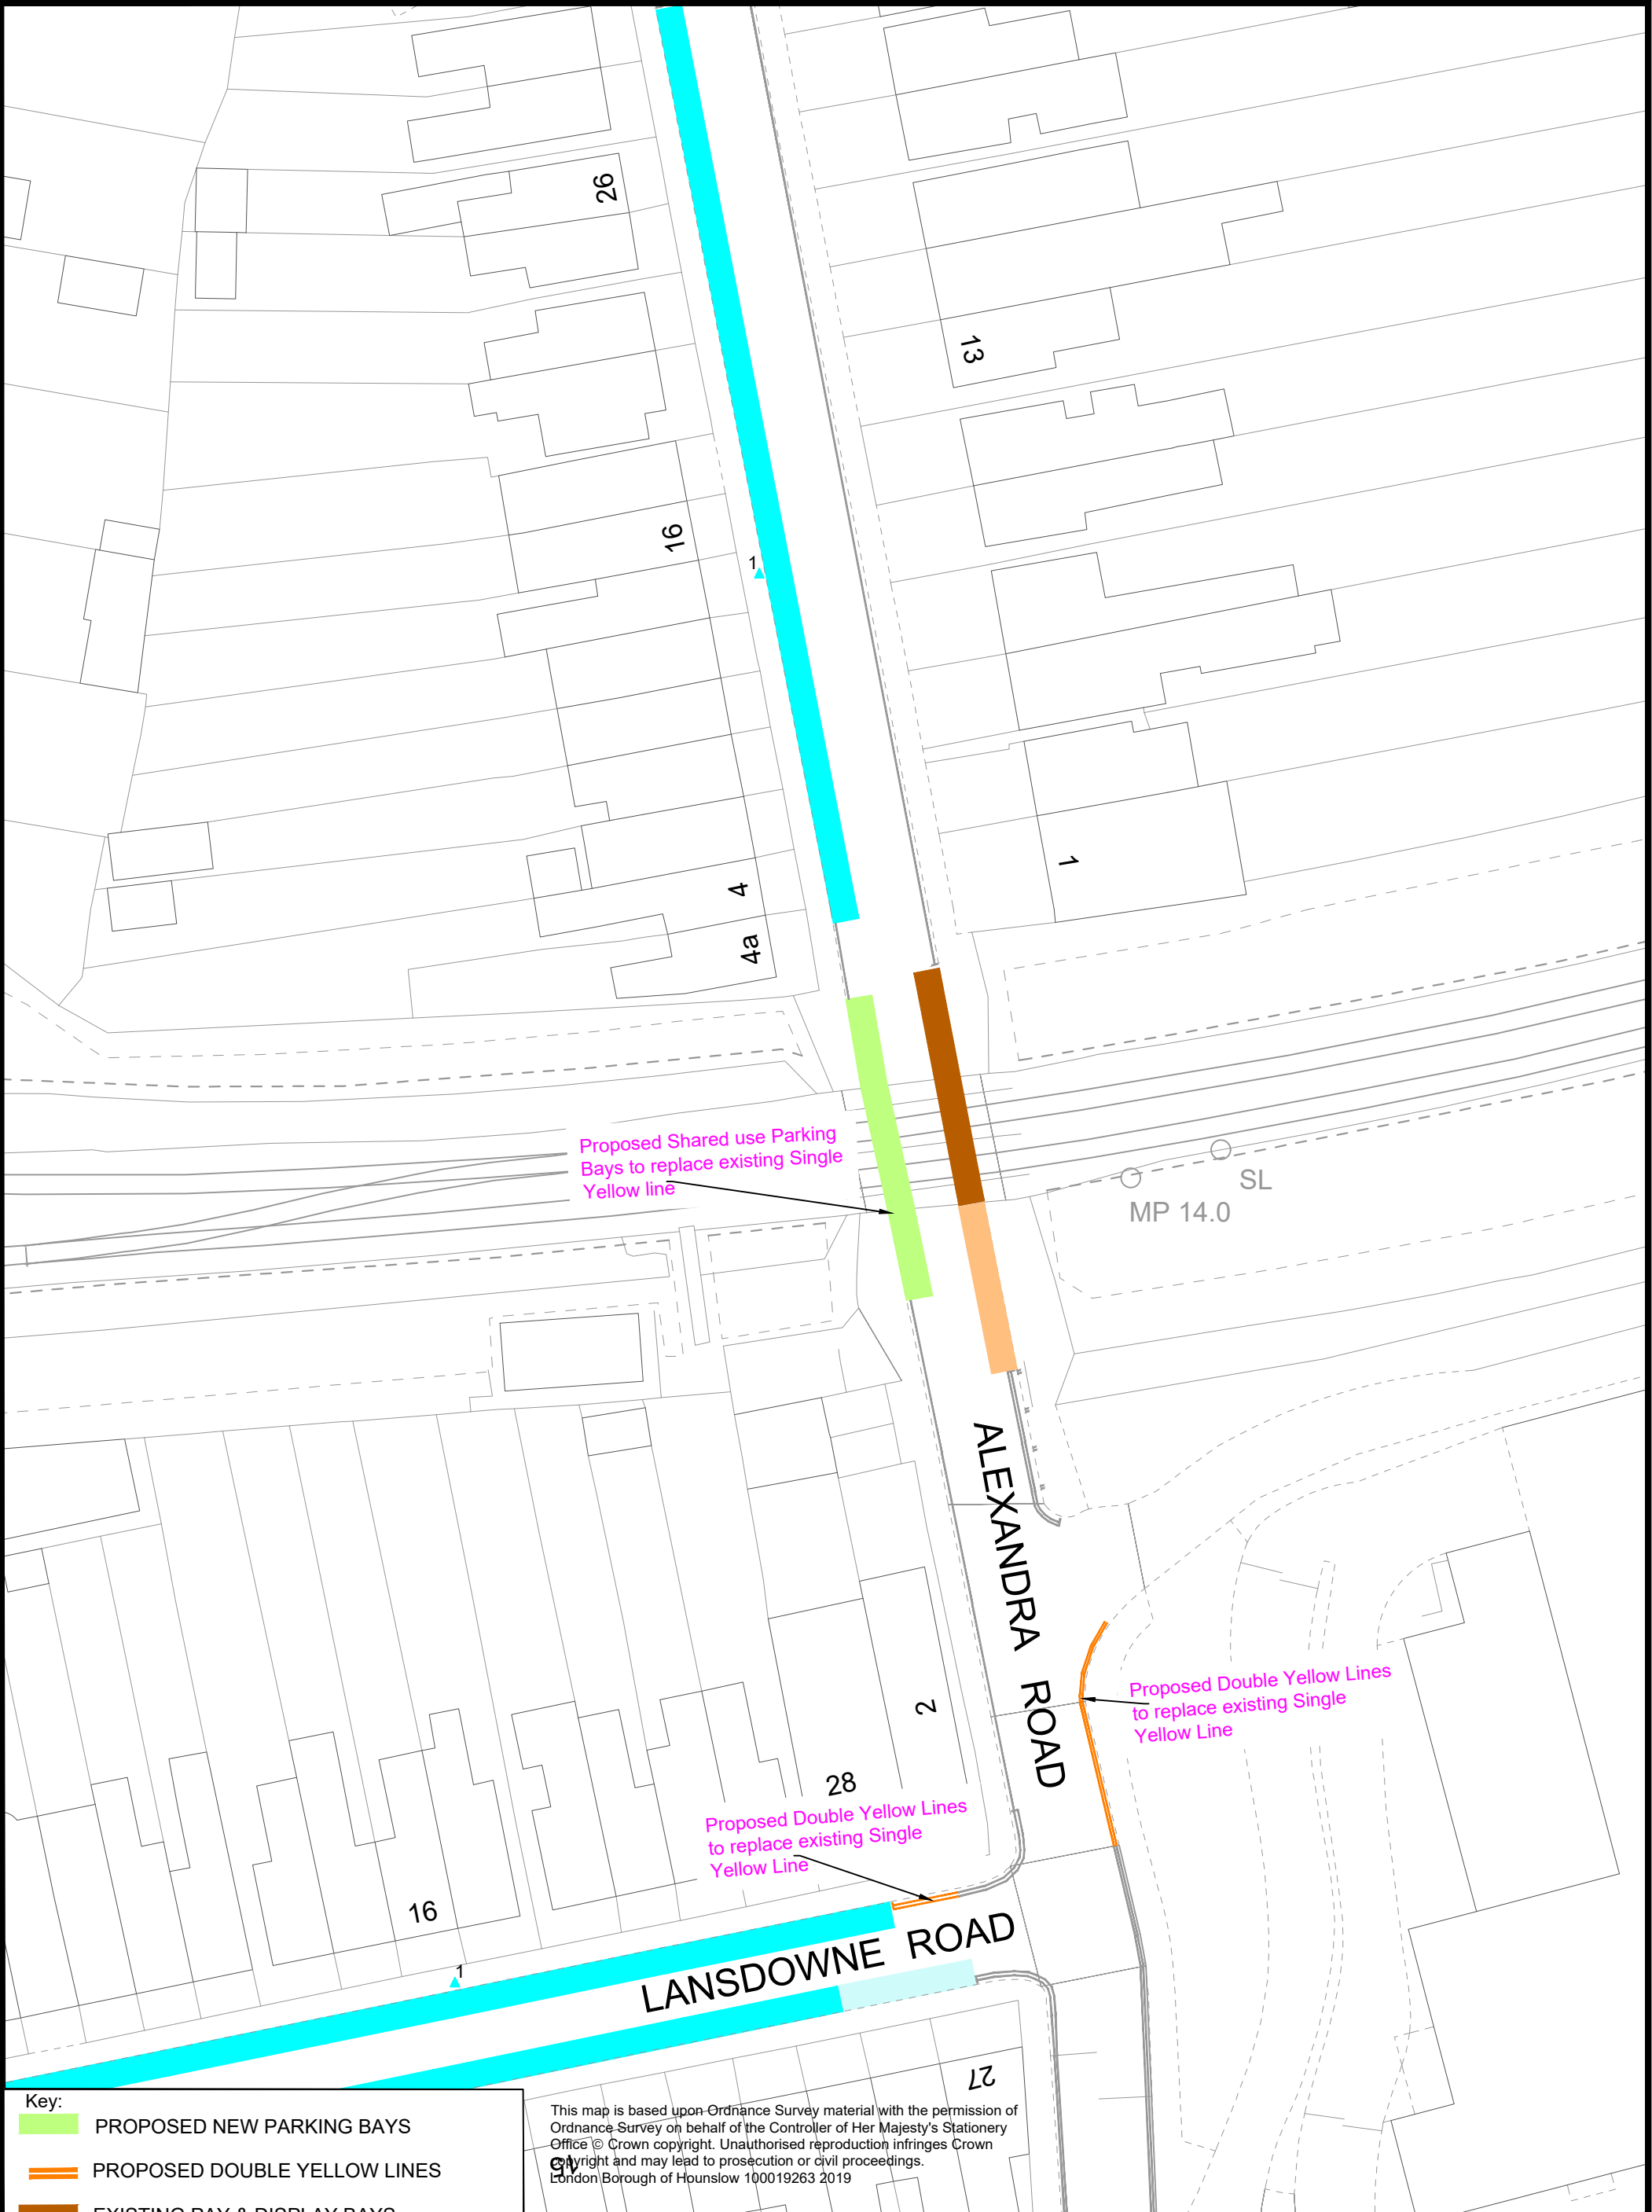 26
13
16
1
1
4
4a
Proposed Shared use Parking
Bays to replace existing Single
Yellow line
SL
MP 14.0
ALEXANDRA ROAD
Proposed Double Yellow Lines
to replace existing Single
Yellow Line
2
28
Proposed Double Yellow Lines
to replace existing Single
Yellow Line
16
LANSDOWNE ROAD
1
27
Key:
PROPOSED NEW PARKING BAYS
PROPOSED DOUBLE YELLOW LINES
EXISTING PAY & DISPLAY BAYS
This map is based upon Ordnance Survey material with the permission of
Ordnance Survey on behalf of the Controller of Her Majesty's Stationery
Office © Crown copyright. Unauthorised reproduction infringes Crown
copyright and may lead to prosecution or civil proceedings.
London Borough of Hounslow 100019263 2019